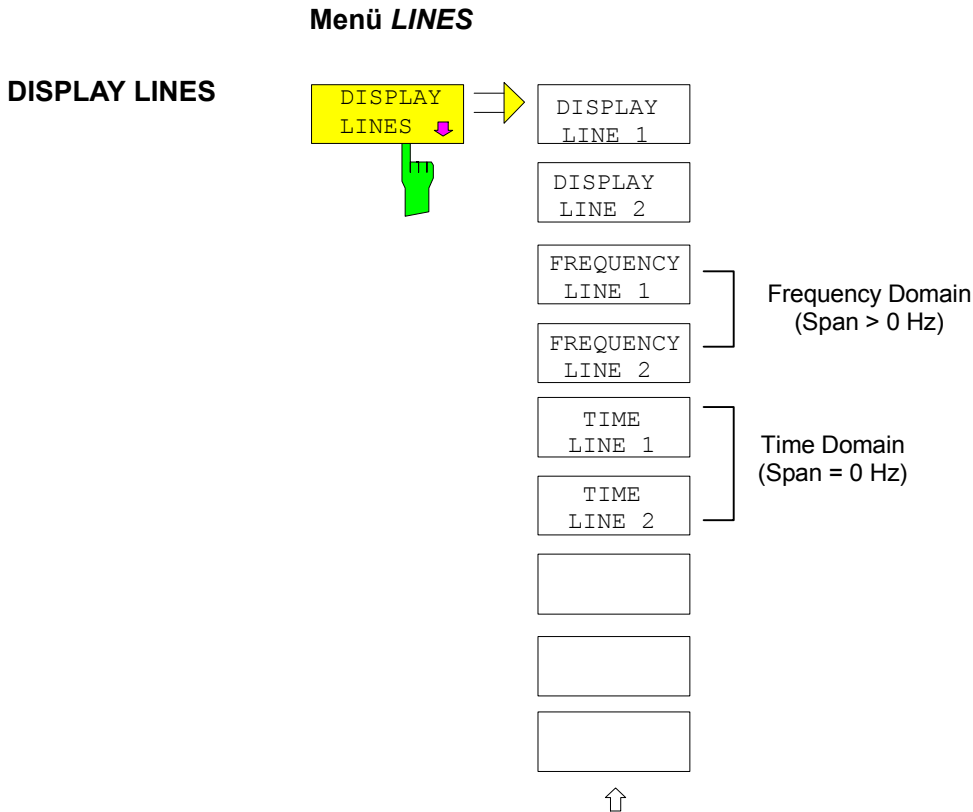 Menü LINES
DISPLAY LINES
DISPLAY
LINES
DISPLAY
LINE 1
DISPLAY
LINE 2
FREQUENCY
LINE 1
FREQUENCY
LINE 2
Frequency Domain
(Span > 0 Hz)
TIME
LINE 1
TIME
LINE 2
Time Domain
(Span = 0 Hz)